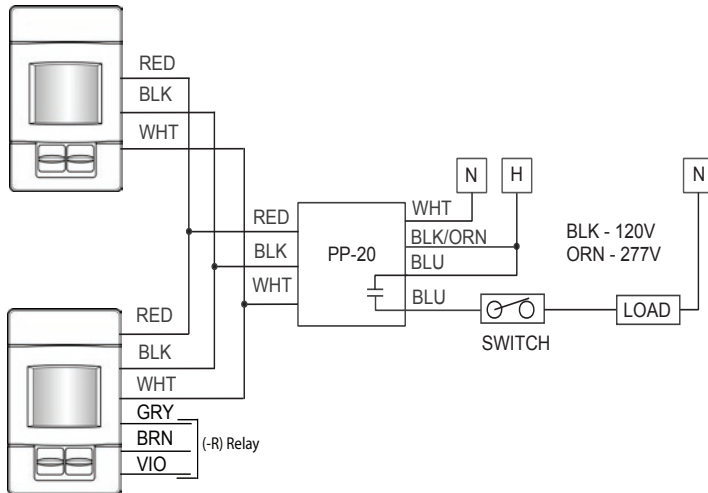 RED
BLK
WHT
RED
BLK
WHT
PP-20
WHT
BLK/ORN
BLU
BLU
N
H
N
BLK - 120V
ORN - 277V
SWITCH
LOAD
RED
BLK
WHT
GRY
BRN
VIO
(-R) Relay